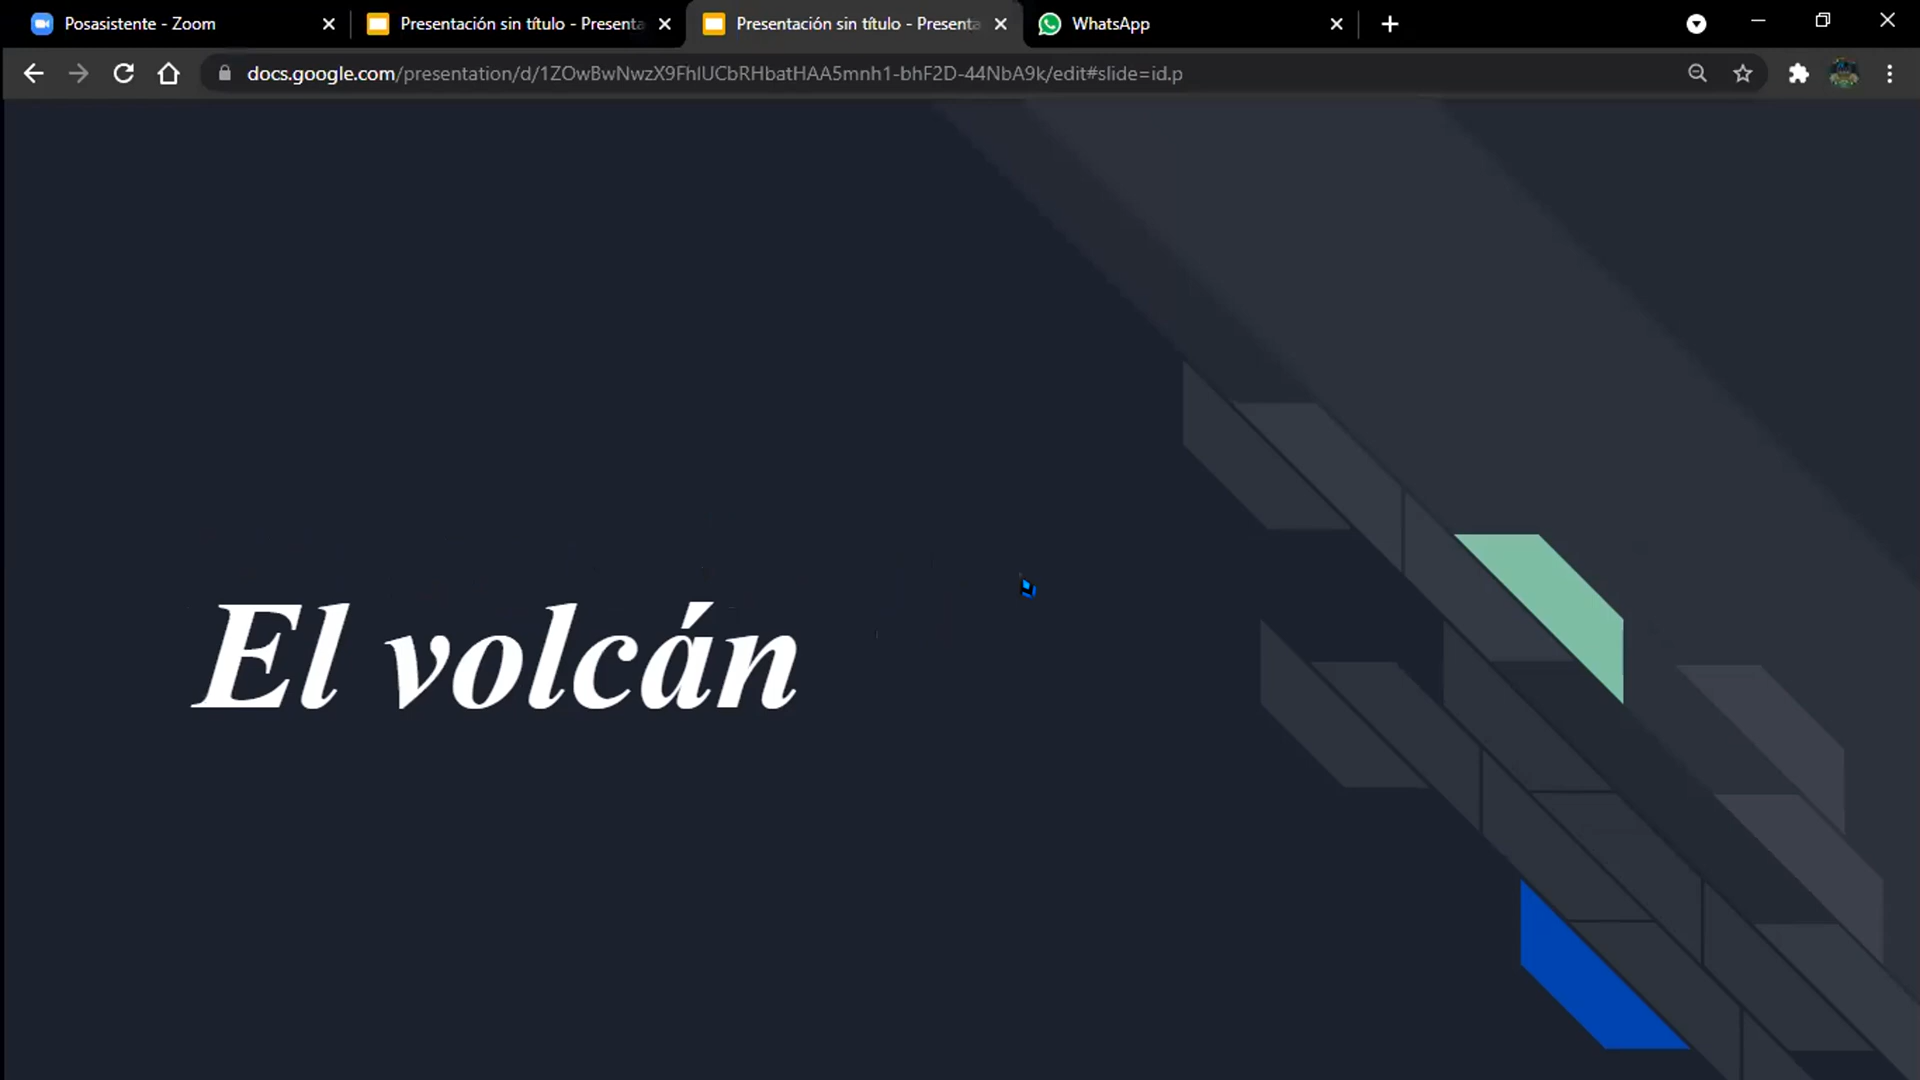 Posasistente - Zoom
Presentación sin título - Presenta
Presentación sin título - Presenta
WhatsApp
docs.google.com/presentation/d/1ZOwBwNwzX9FhlUCbRHbatHAA5mnh1-bhF2D-44NbA9k/edit#slide=id.p
El volcán